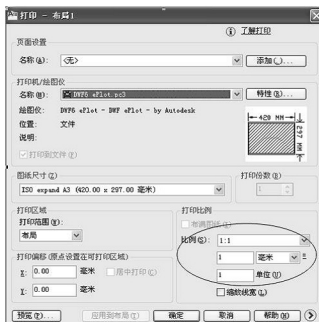 打印 - 布局1
了解打印
页面设置
名称(A): <无> 添加(.)...
打印机/绘图仪
名称(M): DWF6 ePlot.pc3 特性(R)...
绘图仪: DWF6 ePlot - DWF ePlot - by Autodesk
位置: 文件
说明:
打印到文件(F)
420 MM
297 MM
图纸尺寸(Z)
ISO expand A3 (420.00 x 297.00 毫米)
打印份数(B)
1
打印区域
打印范围(W):
布局
打印比例
布满图纸(I)
比例(S): 1:1
1 毫米 =
1 单位(U)
缩放线宽(L)
打印偏移(原点设置在可打印区域)
X: 0.00 毫米 居中打印(C)
Y: 0.00 毫米
预览(P)... 应用到布局(T) 确定 取消 帮助(H)